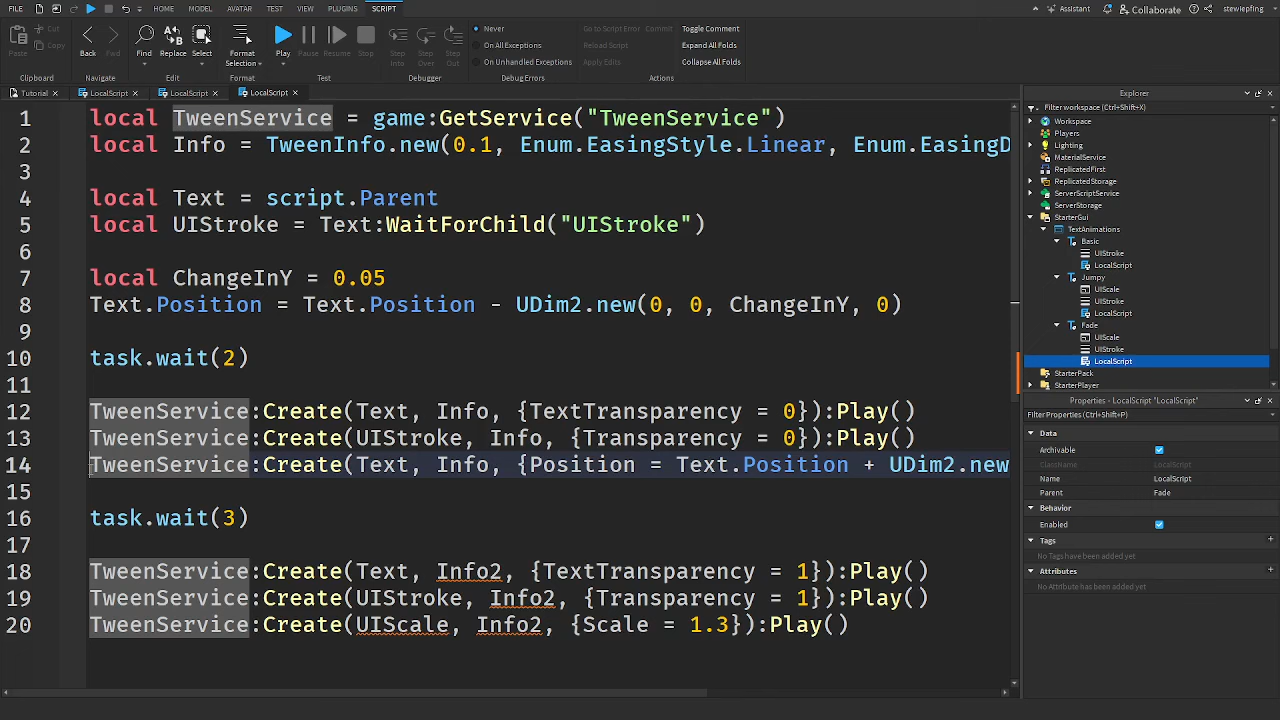 FILE HOME MODEL AVATAR TEST VIEW PLUGINS SCRIPT Assistant Collaborate stewiepfing
Paste Cut Copy Back Forward Find Replace Select Format Selection Play Pause Resume Stop Step Into Step Over Step Out Never On All Exceptions On Unhandled Exceptions Go to Script Error Commit Reload Script Apply Edits Toggle Comment Expand All Folds Collapse All Folds
Clipboard Navigate Edit Format Test Debugger Debug Errors Actions
Tutorial LocalScript LocalScript LocalScript
1 local TweenService = game:GetService("TweenService")
2 local Info = TweenInfo.new(0.1, Enum.EasingStyle.Linear, Enum.EasingD
3
4 local Text = script.Parent
5 local UIStroke = Text:WaitForChild("UIStroke")
6
7 local ChangeInY = 0.05
8 Text.Position = Text.Position - UDim2.new(0, 0, ChangeInY, 0)
9
10 task.wait(2)
11
12 TweenService:Create(Text, Info, {TextTransparency = 0}):Play()
13 TweenService:Create(UIStroke, Info, {Transparency = 0}):Play()
14 TweenService:Create(Text, Info, {Position = Text.Position + UDim2.new
15
16 task.wait(3)
17
18 TweenService:Create(Text, Info2, {TextTransparency = 1}):Play()
19 TweenService:Create(UIStroke, Info2, {Transparency = 1}):Play()
20 TweenService:Create(UIScale, Info2, {Scale = 1.3}):Play()
Explorer
Filter workspace (Ctrl+Shift+X)
Workspace
Players
Lighting
MaterialService
ReplicatedFirst
ReplicatedStorage
ServerScriptService
ServerStorage
StarterGui
TextAnimations
Basic
UIStroke
LocalScript
Jumpy
UIScale
UIStroke
LocalScript
Fade
UIScale
UIStroke
LocalScript
StarterPack
StarterPlayer
Properties - LocalScript "LocalScript"
Filter Properties (Ctrl+Shift+P)
Data
Archivable
ClassName LocalScript
Name LocalScript
Parent Fade
Behavior
Enabled
Tags
No Tags have been added yet
Attributes
No Attribute has been added yet